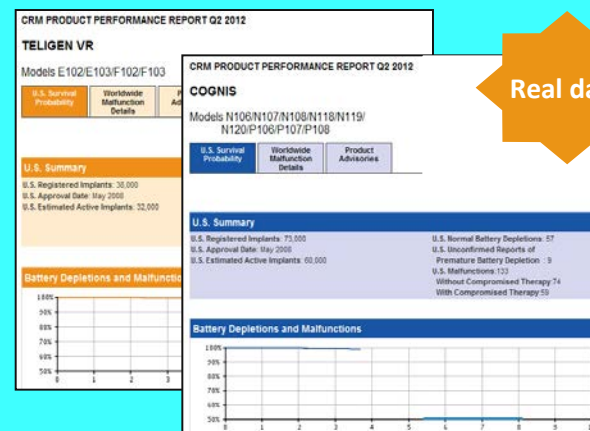 CRM PRODUCT PERFORMANCE REPORT Q2 2012
TELIGEN VR
Models E102/E103/F102/F103
U.S. Survival Probability
Worldwide Malfunction Details
U.S. Summary
U.S. Registered Implants: 38,000
U.S. Approval Date: May 2008
U.S. Estimated Active Implants: 32,000
Battery Depletions and Malfunctio
100%
90%
80%
70%
60%
50%
0 1 2 3
CRM PRODUCT PERFORMANCE REPORT Q2 2012
COGNIS
Models N106/N107/N108/N118/N119/
N120/P106/P107/P108
U.S. Survival Probability
Worldwide Malfunction Details
Product Advisories
U.S. Summary
U.S. Registered Implants: 73,000
U.S. Approval Date: May 2008
U.S. Estimated Active Implants: 60,000
U.S. Normal Battery Depletions: 57
U.S. Unconfirmed Reports of
Premature Battery Depletion : 9
U.S. Malfunctions:133
Without Compromised Therapy:74
With Compromised Therapy:59
Battery Depletions and Malfunctions
100%
90%
80%
70%
60%
50%
0 1 2 3 4 5 6 7 8 9
Real da